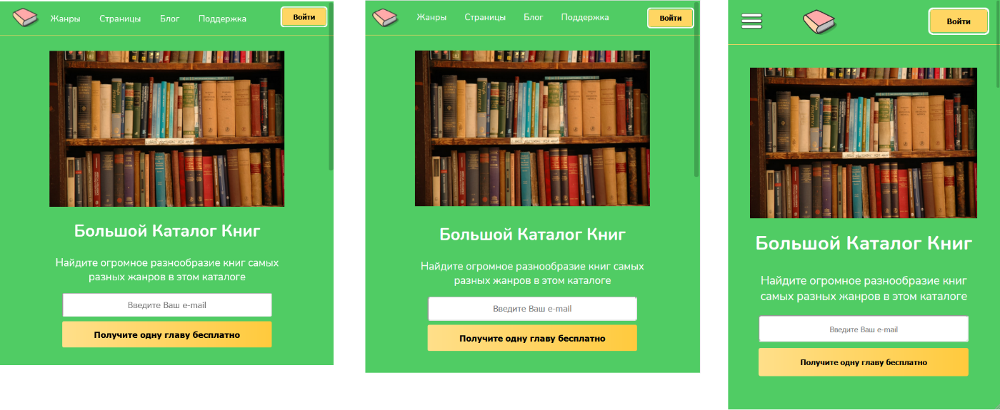 Жанры Страницы Блог Поддержка Войти
Большой Каталог Книг
Найдите огромное разнообразие книг самых
разных жанров в этом каталоге
Введите Ваш e-mail
Получите одну главу бесплатно
Жанры Страницы Блог Поддержка Войти
Большой Каталог Книг
Найдите огромное разнообразие книг самых
разных жанров в этом каталоге
Введите Ваш e-mail
Получите одну главу бесплатно
Войти
Большой Каталог Книг
Найдите огромное разнообразие книг
самых разных жанров в этом каталоге
Введите Ваш e-mail
Получите одну главу бесплатно